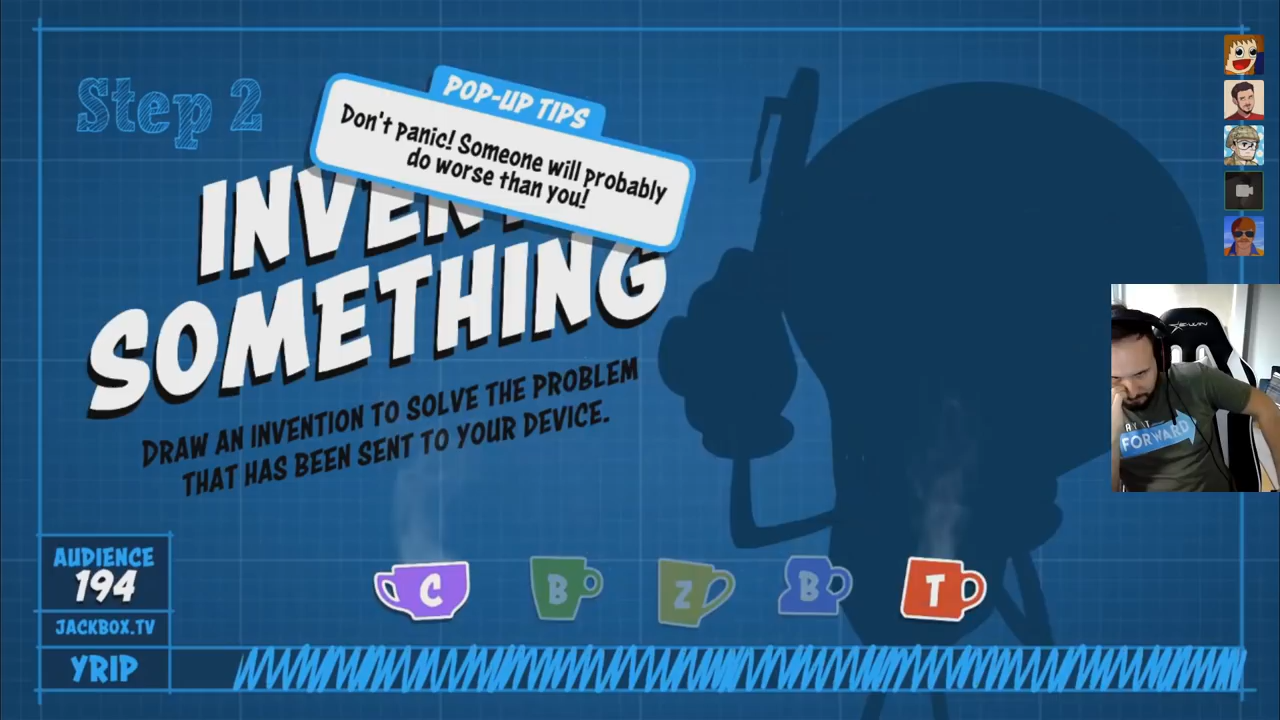 Step 2
POP-UP TIPS
Don't panic! Someone will probably
do worse than you!
SOMETHING
DRAW AN INVENTION TO SOLVE THE PROBLEM
THAT HAS BEEN SENT TO YOUR DEVICE.
C B Z B T
AUDIENCE
194
JACKBOX.TV
YRIP
FORWARD